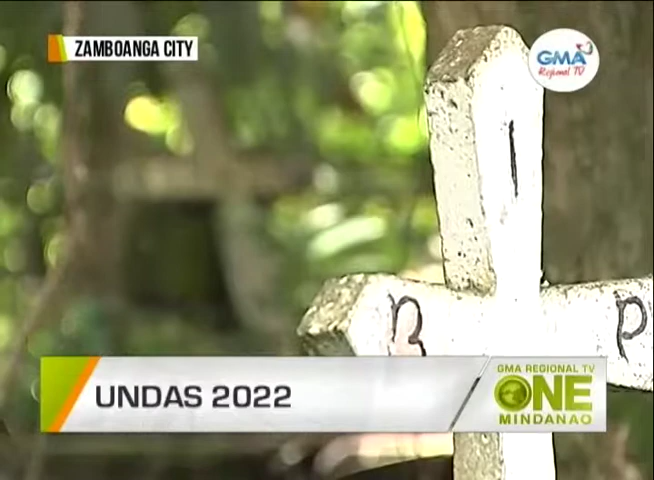 ZAMBOANGA CITY
GMA
Regional TV
I
R P
UNDAS 2022
GMA REGIONAL TV
ONE
MINDANAO